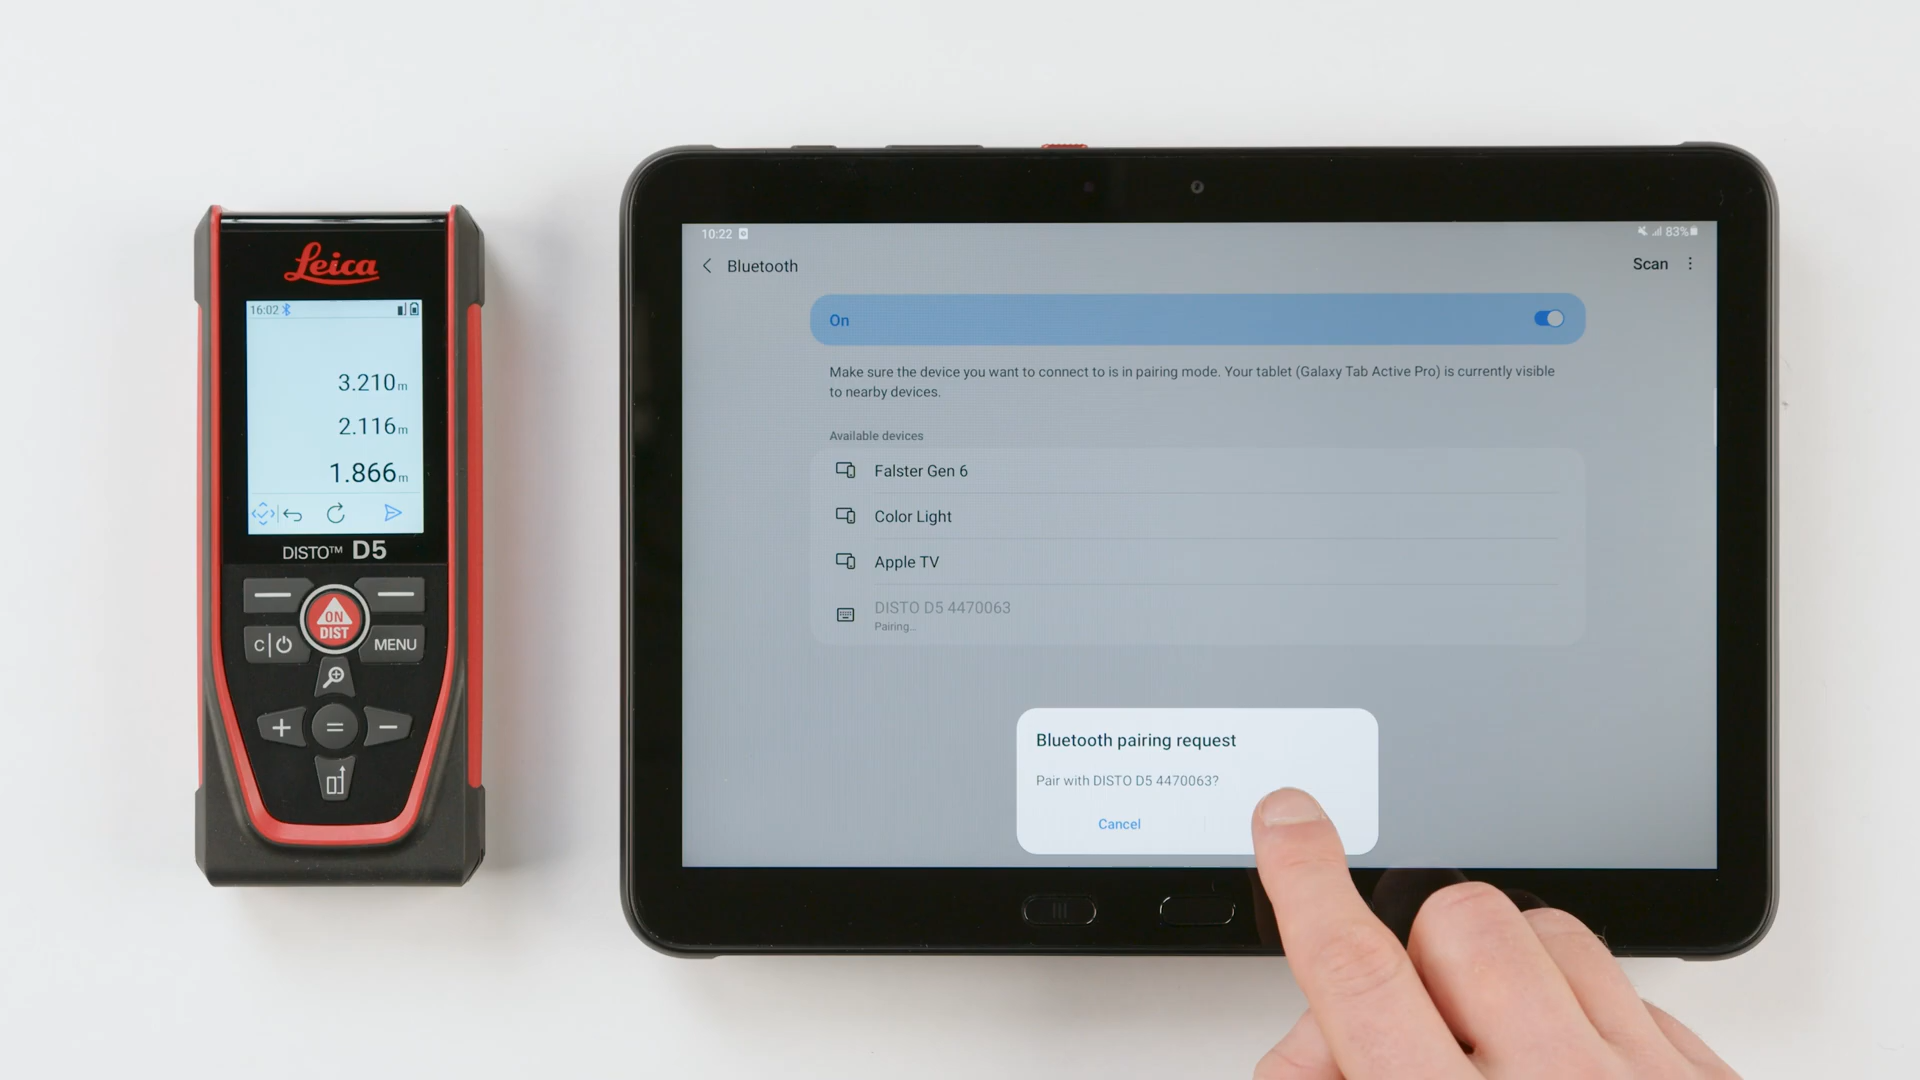 Leica
16:02
3.210 m
2.116 m
1.866 m
DISTO™ D5
ON
DIST
C
MENU
+
=
−
10:22
83%
Bluetooth
Scan
On
Make sure the device you want to connect to is in pairing mode. Your tablet (Galaxy Tab Active Pro) is currently visible
to nearby devices.
Available devices
Falster Gen 6
Color Light
Apple TV
DISTO D5 4470063
Pairing...
Bluetooth pairing request
Pair with DISTO D5 4470063?
Cancel